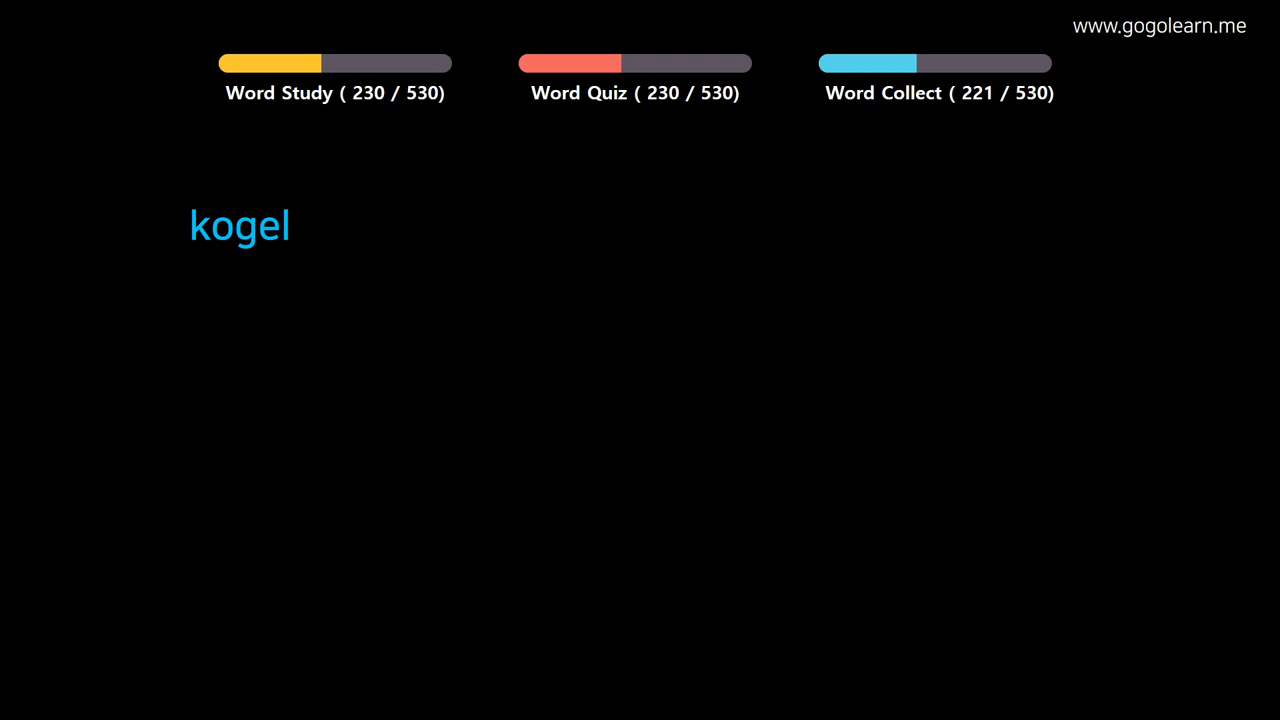 www.gogolearn.me
Word Study ( 230 / 530)
Word Quiz ( 230 / 530)
Word Collect ( 221 / 530)
kogel